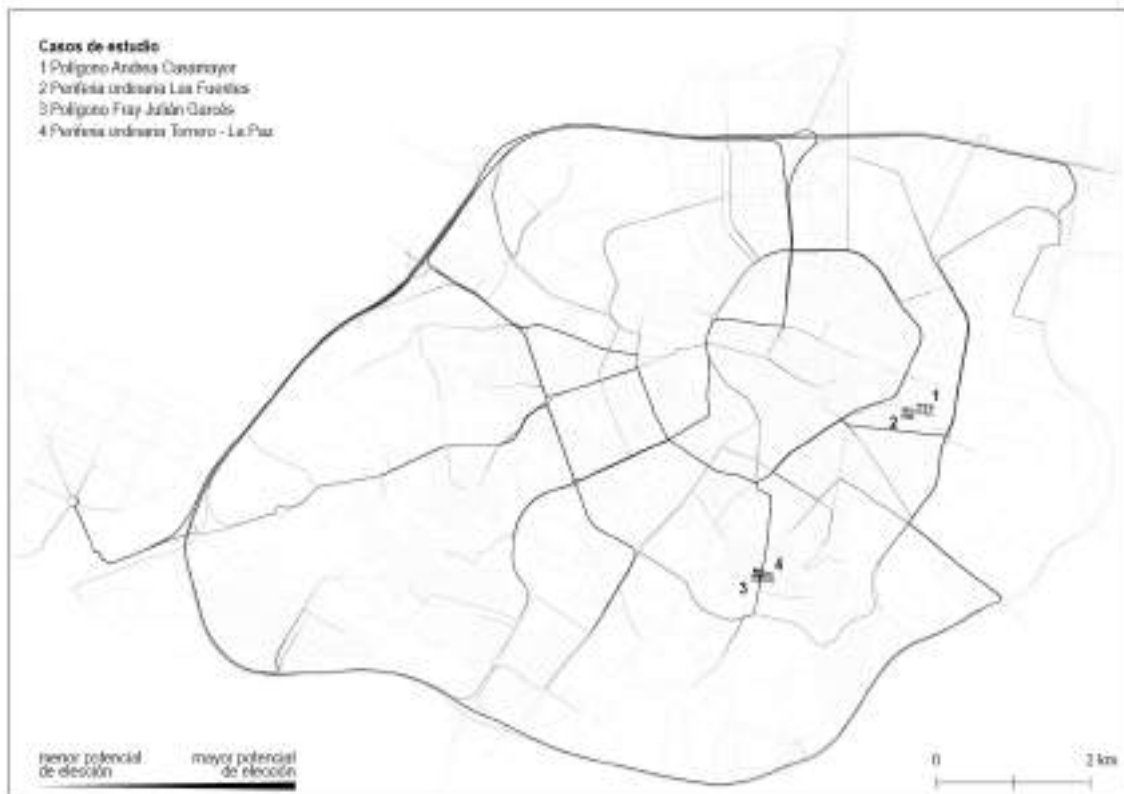 Casos de estudio
1 Polígono Andrea Casamayor
2 Periferia ordinaria Las Fuentes
3 Polígono Fray Julián Garcés
4 Periferia ordinaria Torrero - La Paz
1
2
4
3
menor potencial
de elección
mayor potencial
de elección
0
2 km